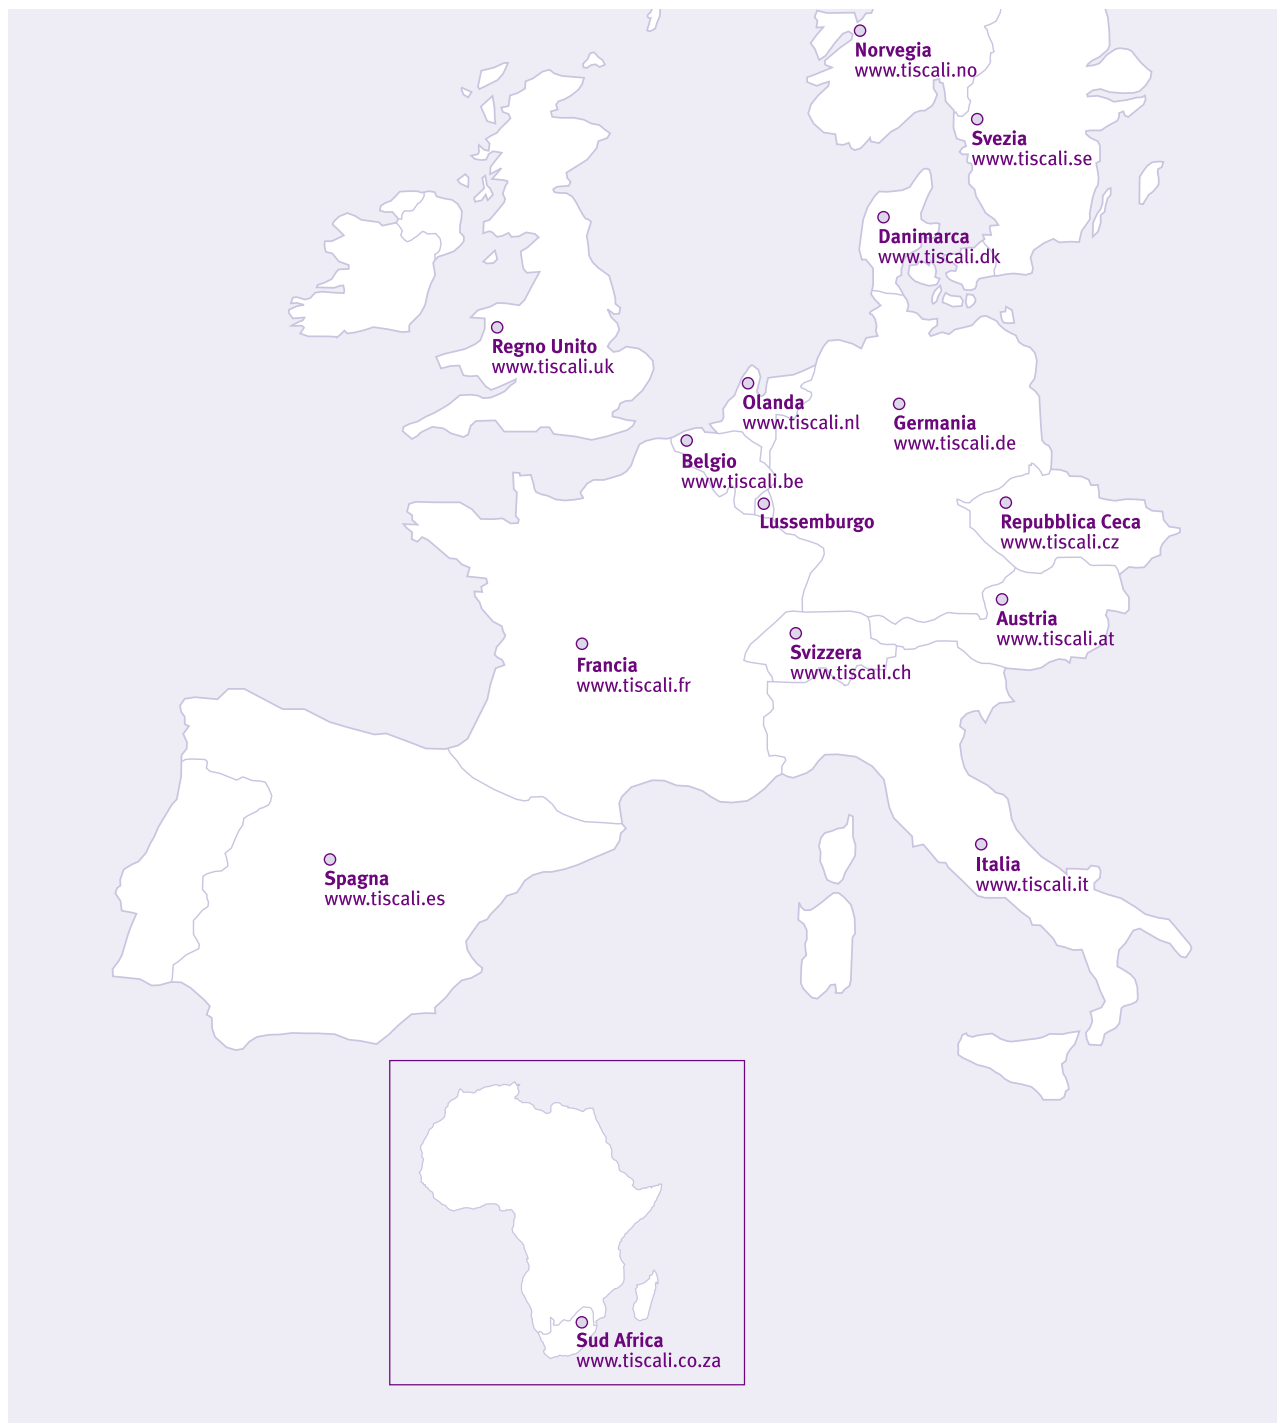 Norvegia
www.tiscali.no
Svezia
www.tiscali.se
Danimarca
www.tiscali.dk
Regno Unito
www.tiscali.uk
Olanda
www.tiscali.nl
Germania
www.tiscali.de
Belgio
www.tiscali.be
Lussemburgo
Repubblica Ceca
www.tiscali.cz
Austria
www.tiscali.at
Svizzera
www.tiscali.ch
Francia
www.tiscali.fr
Italia
www.tiscali.it
Spagna
www.tiscali.es
Sud Africa
www.tiscali.co.za